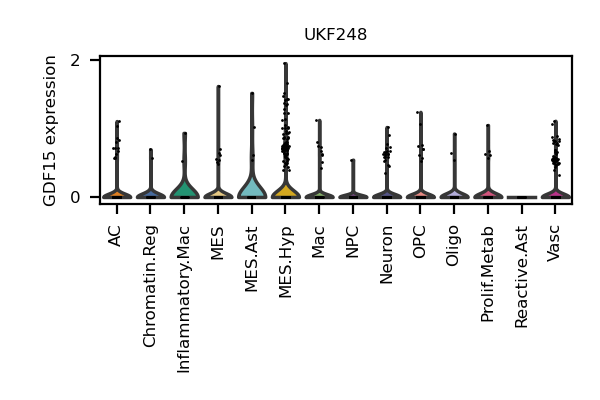 UKF248
GDF15 expression
2
0
AC
Chromatin.Reg
Inflammatory.Mac
MES
MES.Ast
MES.Hyp
Mac
NPC
Neuron
OPC
Oligo
Prolif.Metab
Reactive.Ast
Vasc